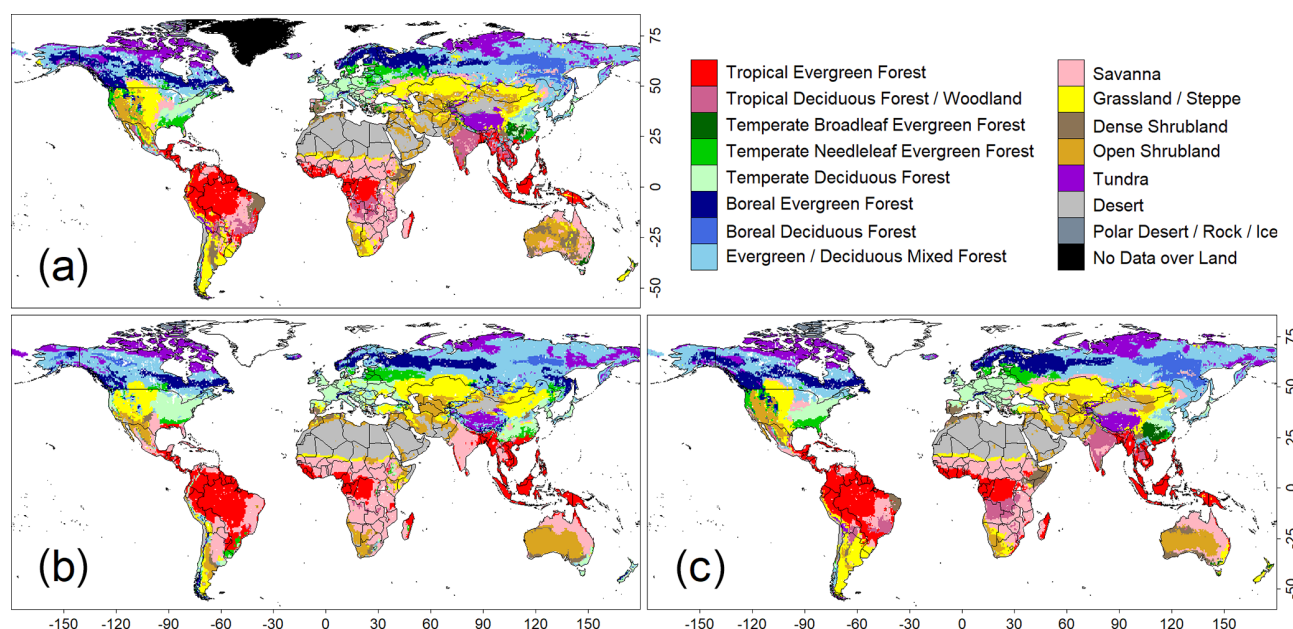 (a)
75
50
25
0
-25
-50
Tropical Evergreen Forest
Tropical Deciduous Forest / Woodland
Temperate Broadleaf Evergreen Forest
Temperate Needleleaf Evergreen Forest
Temperate Deciduous Forest
Boreal Evergreen Forest
Boreal Deciduous Forest
Evergreen / Deciduous Mixed Forest
Savanna
Grassland / Steppe
Dense Shrubland
Open Shrubland
Tundra
Desert
Polar Desert / Rock / Ice
No Data over Land
(b)
-150 -120 -90 -60 -30 0 30 60 90 120 150
(c)
75
50
25
0
-25
-50
-150 -120 -90 -60 -30 0 30 60 90 120 150